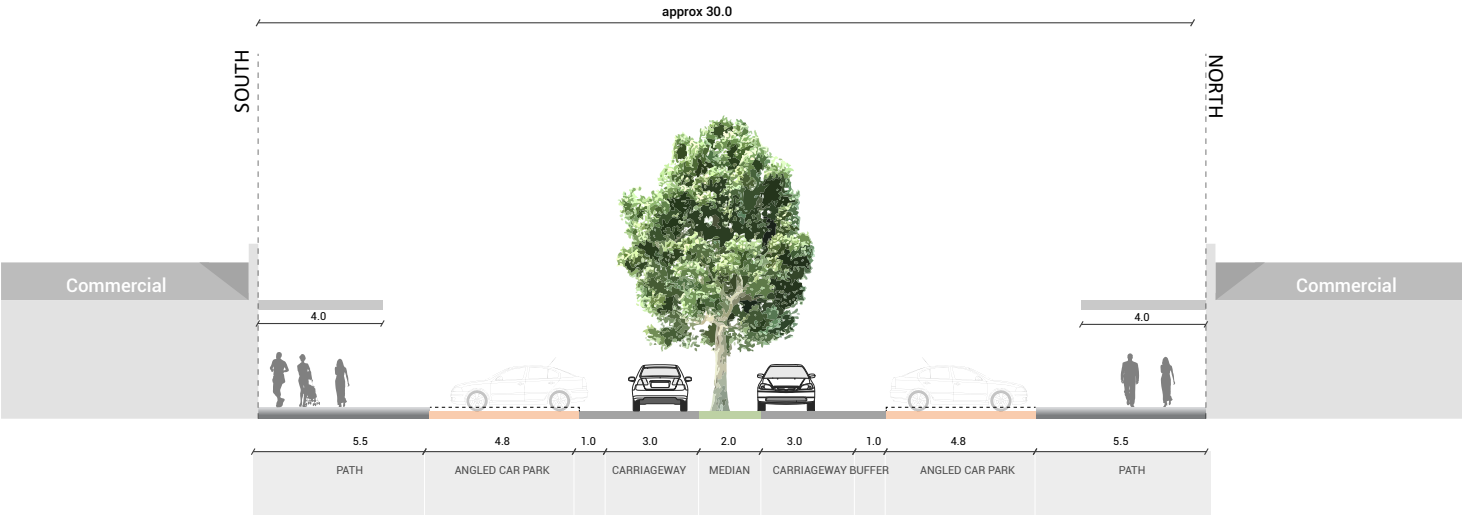 approx 30.0
SOUTH
NORTH
Commercial
Commercial
4.0
4.0
5.5 4.8 1.0 3.0 2.0 3.0 1.0 4.8 5.5
PATH ANGLED CAR PARK CARRIAGEWAY MEDIAN CARRIAGEWAY BUFFER ANGLED CAR PARK PATH